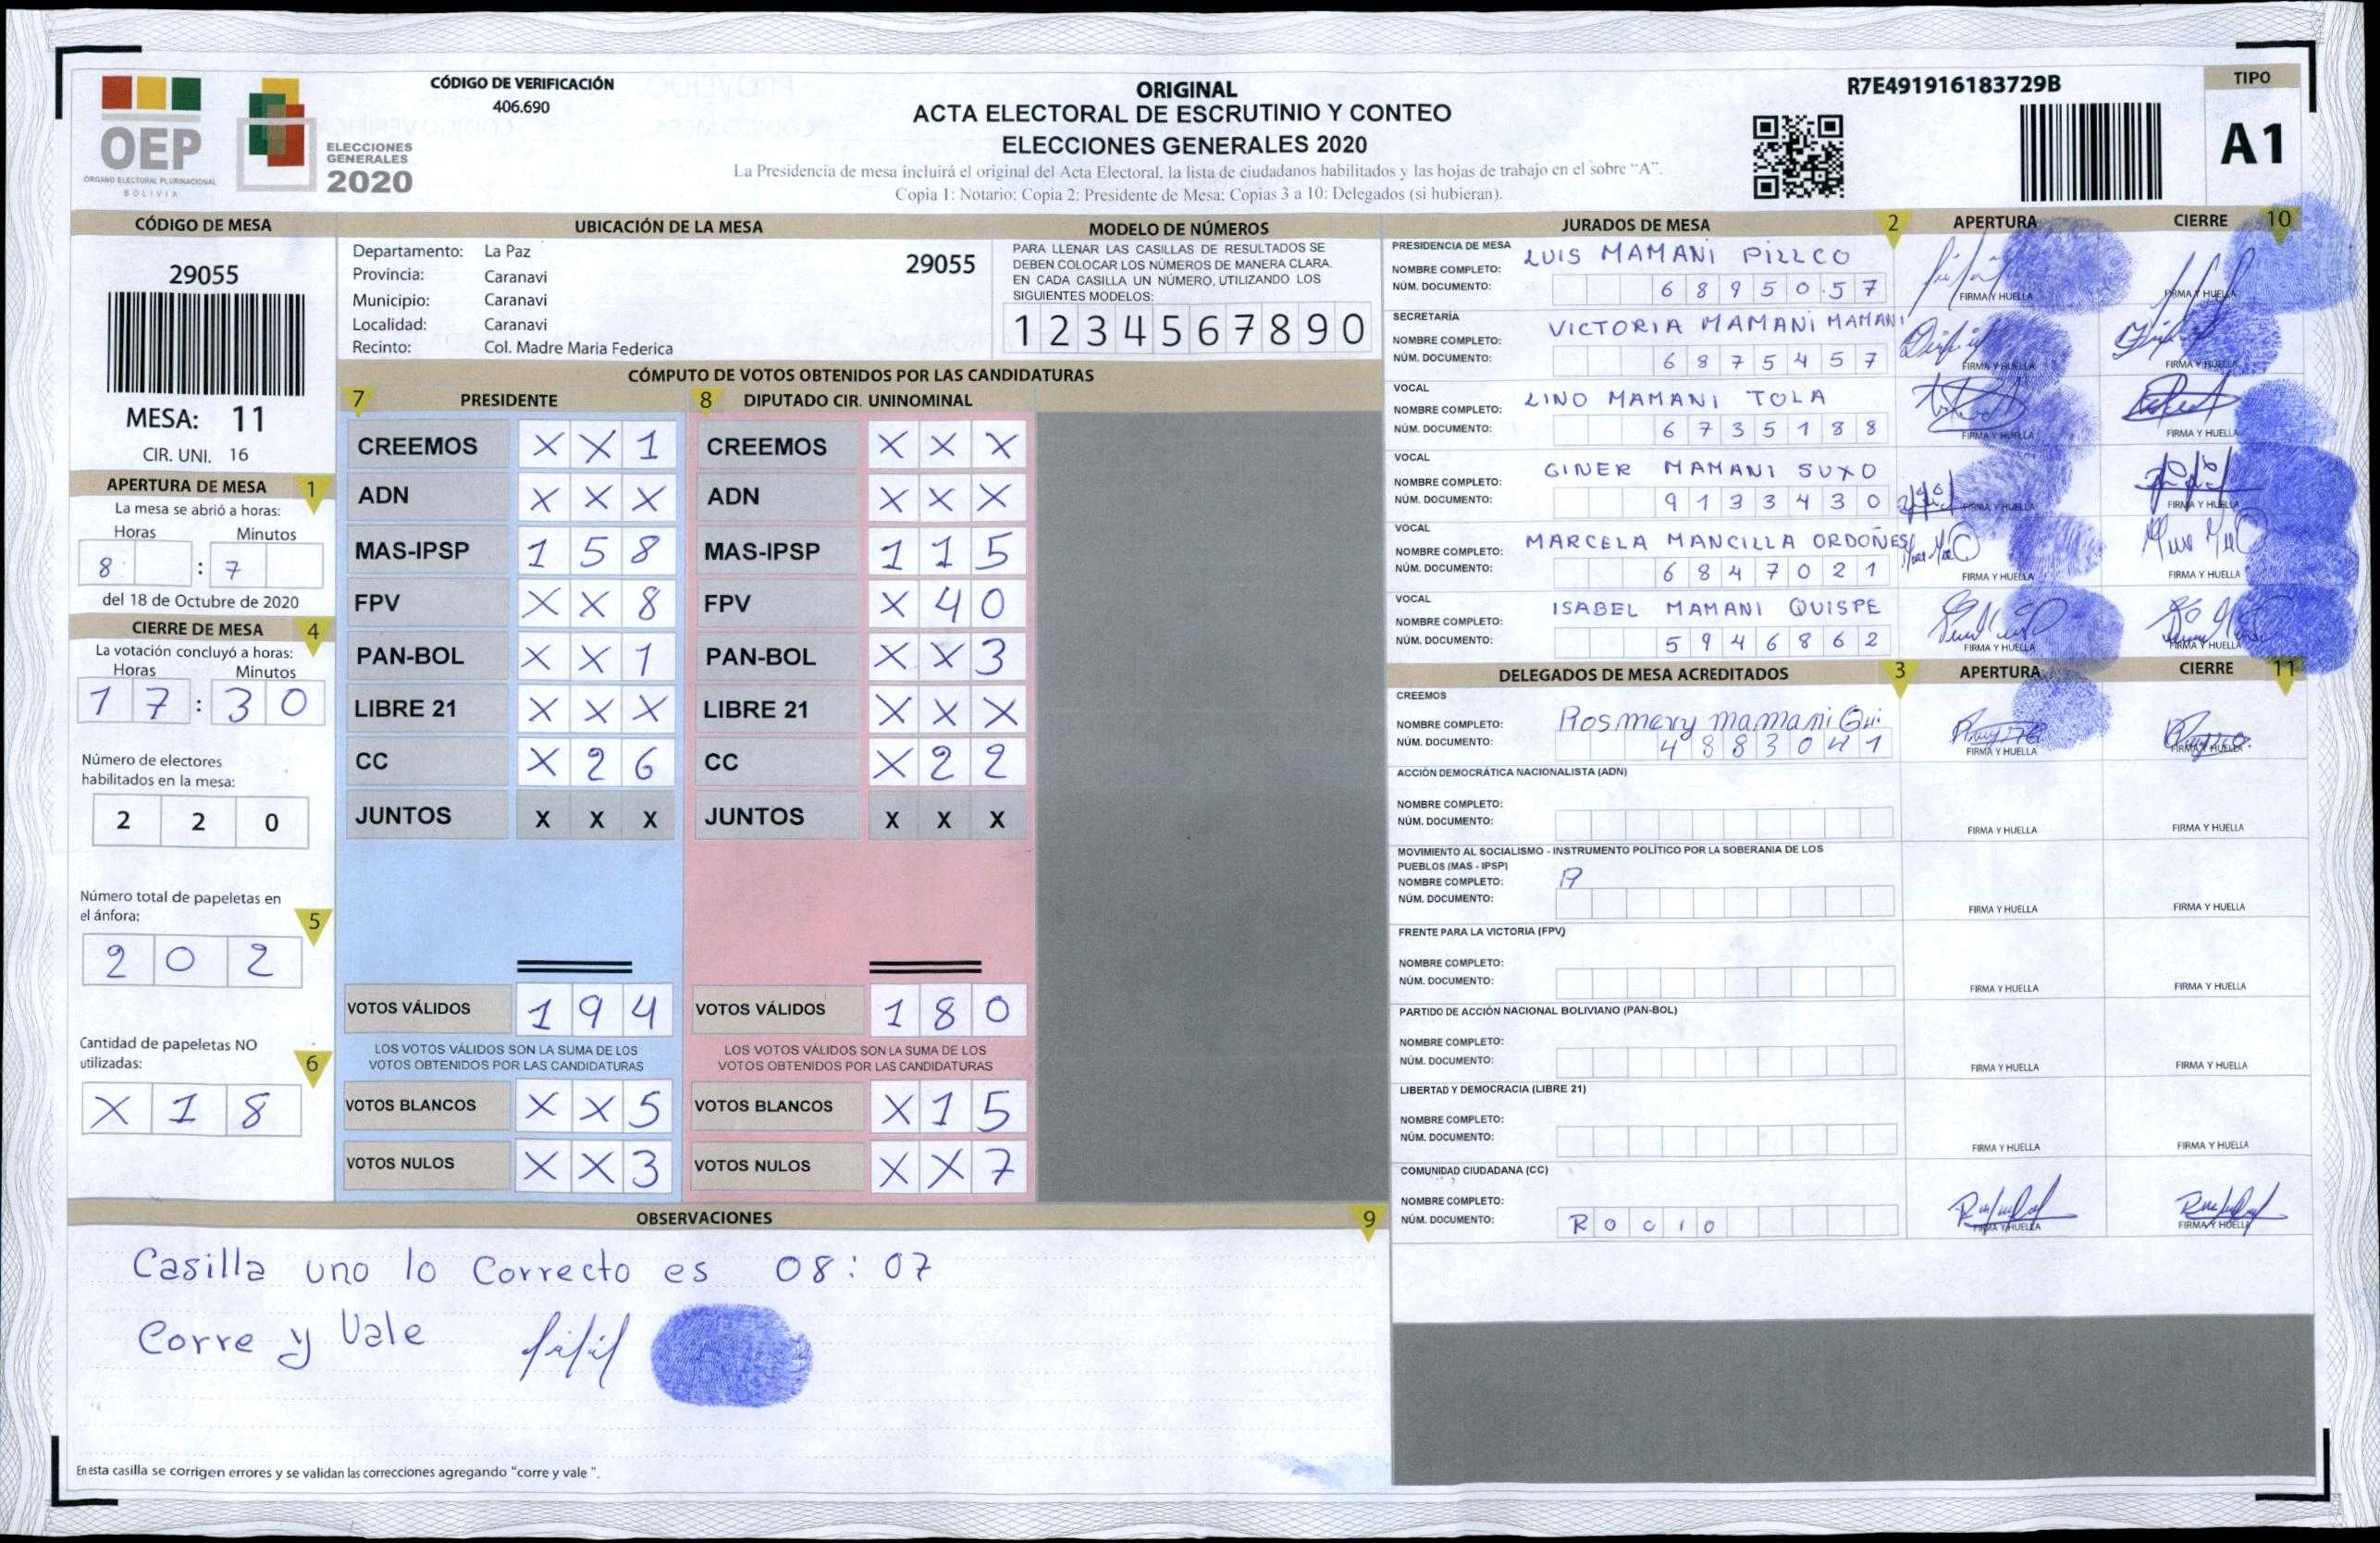 CÓDIGO DE VERIFICACIÓN
406.690
OEP
ÓRGANO ELECTORAL PLURINACIONAL
BOLIVIA
ELECCIONES
GENERALES
2020
ORIGINAL
ACTA ELECTORAL DE ESCRUTINIO Y CONTEO
ELECCIONES GENERALES 2020
La Presidencia de mesa incluirá el original del Acta Electoral, la lista de ciudadanos habilitados y las hojas de trabajo en el sobre "A".
Copia 1: Notario; Copia 2: Presidente de Mesa; Copias 3 a 10: Delegados (si hubieran).
R7E491916183729B
TIPO
A1
CÓDIGO DE MESA
29055
MESA: 11
CIR. UNI. 16
APERTURA DE MESA 1
La mesa se abrió a horas:
Horas Minutos
8 : 7
del 18 de Octubre de 2020
CIERRE DE MESA 4
La votación concluyó a horas:
Horas Minutos
1 7 : 3 0
Número de electores
habilitados en la mesa:
2 2 0
Número total de papeletas en
el ánfora: 5
2 0 2
Cantidad de papeletas NO
utilizadas: 6
X 1 8
UBICACIÓN DE LA MESA
Departamento: La Paz
Provincia: Caranavi
Municipio: Caranavi
Localidad: Caranavi
Recinto: Col. Madre Maria Federica
29055
MODELO DE NÚMEROS
PARA LLENAR LAS CASILLAS DE RESULTADOS SE
DEBEN COLOCAR LOS NÚMEROS DE MANERA CLARA.
EN CADA CASILLA UN NÚMERO, UTILIZANDO LOS
SIGUIENTES MODELOS:
1 2 3 4 5 6 7 8 9 0
CÓMPUTO DE VOTOS OBTENIDOS POR LAS CANDIDATURAS
7 PRESIDENTE
CREEMOS X X 1
ADN X X X
MAS-IPSP 1 5 8
FPV X X 8
PAN-BOL X X 1
LIBRE 21 X X X
CC X 2 6
JUNTOS X X X
VOTOS VÁLIDOS 1 9 4
LOS VOTOS VÁLIDOS SON LA SUMA DE LOS
VOTOS OBTENIDOS POR LAS CANDIDATURAS
VOTOS BLANCOS X X 5
VOTOS NULOS X X 3
8 DIPUTADO CIR. UNINOMINAL
CREEMOS X X X
ADN X X X
MAS-IPSP 1 1 5
FPV X 4 0
PAN-BOL X X 3
LIBRE 21 X X X
CC X 2 2
JUNTOS X X X
VOTOS VÁLIDOS 1 8 0
LOS VOTOS VÁLIDOS SON LA SUMA DE LOS
VOTOS OBTENIDOS POR LAS CANDIDATURAS
VOTOS BLANCOS X 1 5
VOTOS NULOS X X 7
OBSERVACIONES 9
Casilla uno lo Correcto es 08:07
Corre y Vale
En esta casilla se corrigen errores y se validan las correcciones agregando "corre y vale ".
JURADOS DE MESA 2 APERTURA CIERRE 10
PRESIDENCIA DE MESA
NOMBRE COMPLETO: LUIS MAMANI PILLCO
NÚM. DOCUMENTO: 6 8 9 5 0 5 7
FIRMA Y HUELLA FIRMA Y HUELLA
SECRETARÍA
NOMBRE COMPLETO: VICTORIA MAMANI MAMANI
NÚM. DOCUMENTO: 6 8 7 5 4 5 7
FIRMA Y HUELLA FIRMA Y HUELLA
VOCAL
NOMBRE COMPLETO: LINO MAMANI TOLA
NÚM. DOCUMENTO: 6 7 3 5 1 8 8
FIRMA Y HUELLA FIRMA Y HUELLA
VOCAL
NOMBRE COMPLETO: GINER MAMANI SUXO
NÚM. DOCUMENTO: 9 1 3 3 4 3 0
FIRMA Y HUELLA FIRMA Y HUELLA
VOCAL
NOMBRE COMPLETO: MARCELA MANCILLA ORDOÑES
NÚM. DOCUMENTO: 6 8 4 7 0 2 1
FIRMA Y HUELLA FIRMA Y HUELLA
VOCAL
NOMBRE COMPLETO: ISABEL MAMANI QUISPE
NÚM. DOCUMENTO: 5 9 4 6 8 6 2
FIRMA Y HUELLA FIRMA Y HUELLA
DELEGADOS DE MESA ACREDITADOS 3 APERTURA CIERRE 11
CREEMOS
NOMBRE COMPLETO: Rosmery mamani Qui
NÚM. DOCUMENTO: 4 8 8 3 0 4 1
FIRMA Y HUELLA FIRMA Y HUELLA
ACCIÓN DEMOCRÁTICA NACIONALISTA (ADN)
NOMBRE COMPLETO:
NÚM. DOCUMENTO:
FIRMA Y HUELLA FIRMA Y HUELLA
MOVIMIENTO AL SOCIALISMO - INSTRUMENTO POLÍTICO POR LA SOBERANIA DE LOS
PUEBLOS (MAS - IPSP)
NOMBRE COMPLETO:
NÚM. DOCUMENTO:
FIRMA Y HUELLA FIRMA Y HUELLA
FRENTE PARA LA VICTORIA (FPV)
NOMBRE COMPLETO:
NÚM. DOCUMENTO:
FIRMA Y HUELLA FIRMA Y HUELLA
PARTIDO DE ACCIÓN NACIONAL BOLIVIANO (PAN-BOL)
NOMBRE COMPLETO:
NÚM. DOCUMENTO:
FIRMA Y HUELLA FIRMA Y HUELLA
LIBERTAD Y DEMOCRACIA (LIBRE 21)
NOMBRE COMPLETO:
NÚM. DOCUMENTO:
FIRMA Y HUELLA FIRMA Y HUELLA
COMUNIDAD CIUDADANA (CC)
NOMBRE COMPLETO:
NÚM. DOCUMENTO: R O C I O
FIRMA Y HUELLA FIRMA Y HUELLA